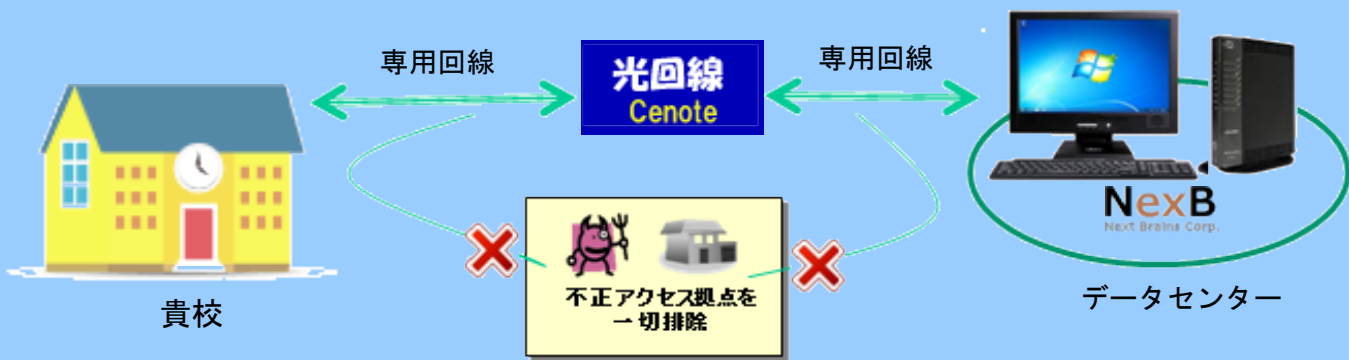 専用回線
光回線
Cenote
専用回線
NexB
Next Brains Corp.
不正アクセス拠点を
一切排除
貴校
データセンター